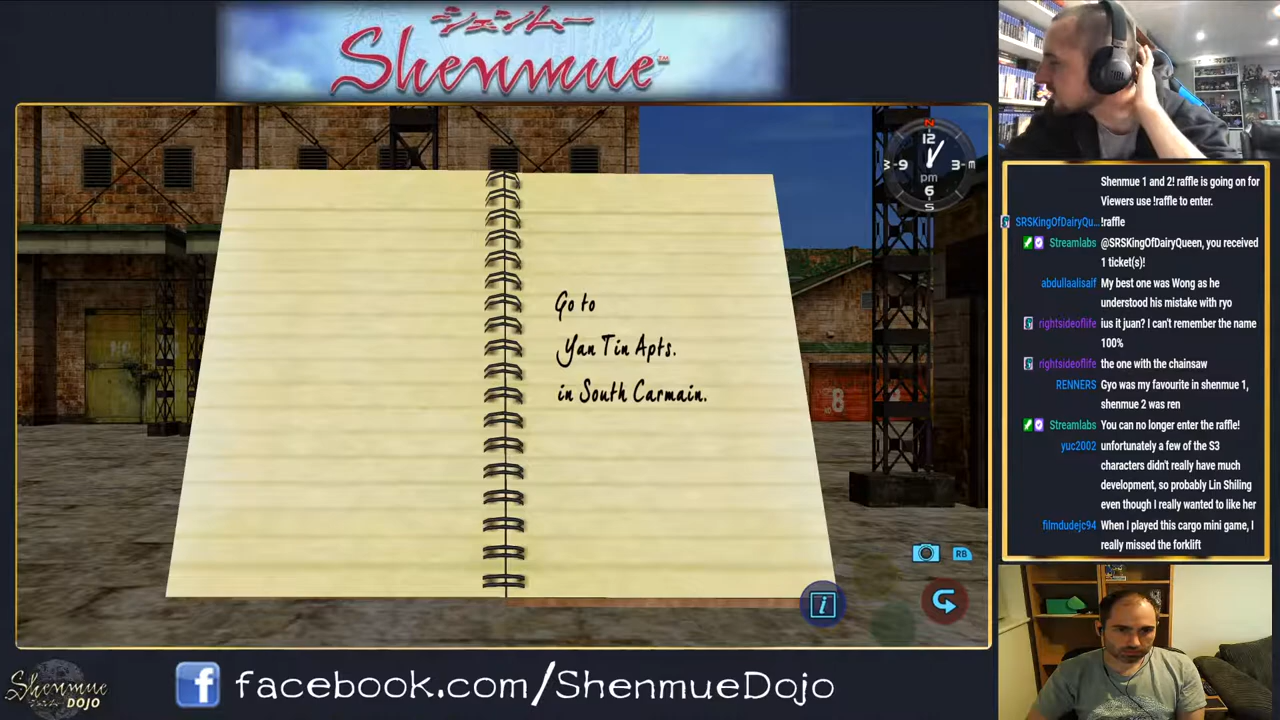 シェンムー
Shenmue™
Go to
Yan Tin Apts.
in South Carmain.
N
12
9
3
pm
6
S
8
RB
i
Shenmue 1 and 2! raffle is going on for
Viewers use !raffle to enter.
SRSKingOfDairyQu... !raffle
Streamlabs @SRSKingOfDairyQueen, you received
1 ticket(s)!
abdullaalisaif My best one was Wong as he
understood his mistake with ryo
rightsideoflife ius it juan? I can't remember the name
100%
rightsideoflife the one with the chainsaw
RENNERS Gyo was my favourite in shenmue 1,
shenmue 2 was ren
Streamlabs You can no longer enter the raffle!
yuc2002 unfortunately a few of the S3
characters didn't really have much
development, so probably Lin Shiling
even though I really wanted to like her
filmdudejc94 When I played this cargo mini game, I
really missed the forklift
Shenmue
DOJO
f facebook.com/ShenmueDojo